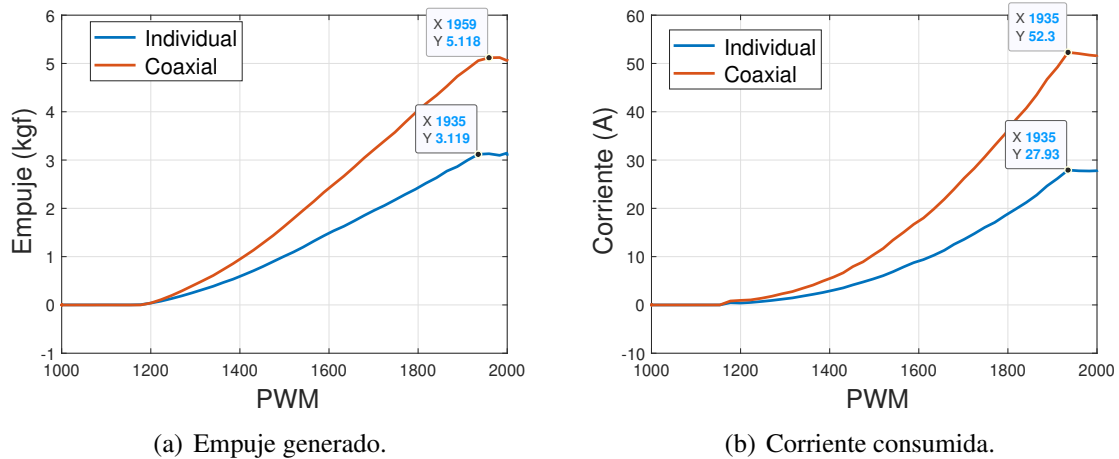 6
5
4
3
2
1
0
-1
Empuje (kgf)
Individual
Coaxial
X 1959
Y 5.118
X 1935
Y 3.119
1000
1200
1400
1600
1800
2000
PWM
(a) Empuje generado.
60
50
40
30
20
10
0
-10
Corriente (A)
Individual
Coaxial
X 1935
Y 52.3
X 1935
Y 27.93
1000
1200
1400
1600
1800
2000
PWM
(b) Corriente consumida.